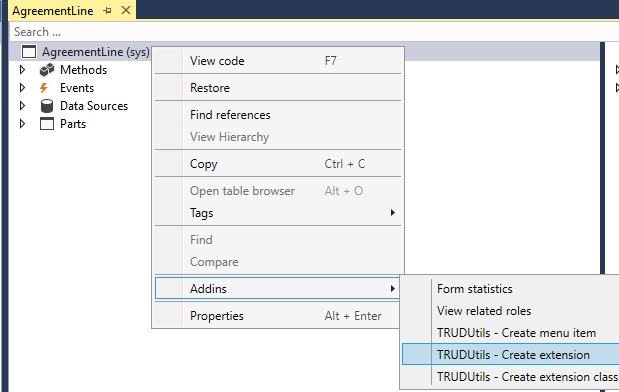 AgreementLine
Search ...
AgreementLine (sys)
Methods
Events
Data Sources
Parts
View code F7
Restore
Find references
View Hierarchy
Copy Ctrl + C
Open table browser Alt + O
Tags
Find
Compare
Addins
Properties Alt + Enter
Form statistics
View related roles
TRUDUtils - Create menu item
TRUDUtils - Create extension
TRUDUtils - Create extension class